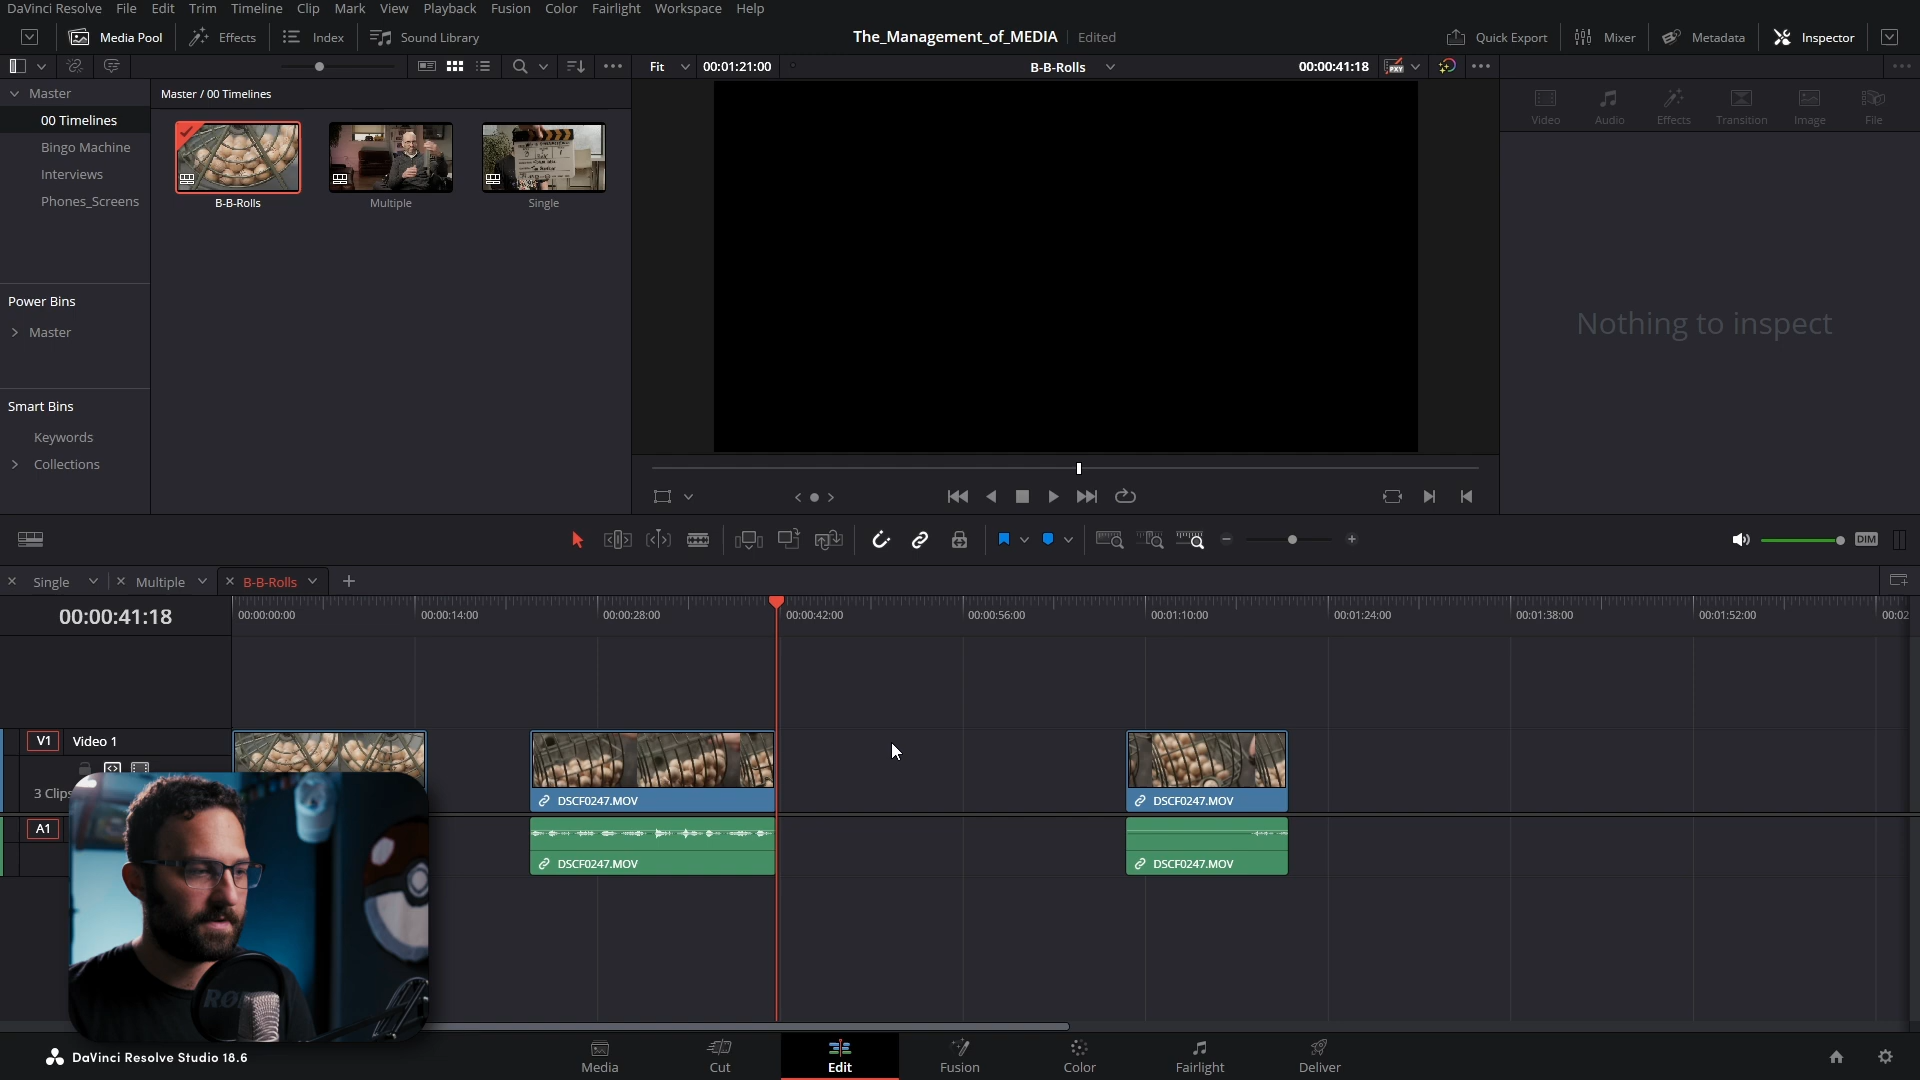 DaVinci Resolve File Edit Trim Timeline Clip Mark View Playback Fusion Color Fairlight Workspace Help
Media Pool Effects Index Sound Library The_Management_of_MEDIA Edited Quick Export Mixer Metadata Inspector
Fit 00:01:21:00 B-B-Rolls 00:00:41:18
Master
00 Timelines
Bingo Machine
Interviews
Phones_Screens
Master / 00 Timelines
B-B-Rolls Multiple Single
Power Bins
Master
Smart Bins
Keywords
Collections
Video Audio Effects Transition Image File
Nothing to inspect
DIM
Single Multiple B-B-Rolls
00:00:41:18
00:00:00:00 00:00:14:00 00:00:28:00 00:00:42:00 00:00:56:00 00:01:10:00 00:01:24:00 00:01:38:00 00:01:52:00 00:02
V1 Video 1
3 Clips
DSCF0247.MOV DSCF0247.MOV
A1
DSCF0247.MOV DSCF0247.MOV
DaVinci Resolve Studio 18.6
Media Cut Edit Fusion Color Fairlight Deliver